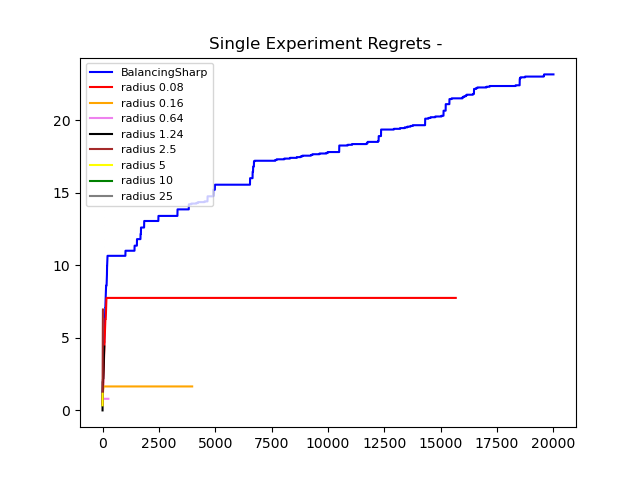 Single Experiment Regrets -
BalancingSharp
radius 0.08
radius 0.16
radius 0.64
radius 1.24
radius 2.5
radius 5
radius 10
radius 25
20
15
10
5
0
0 2500 5000 7500 10000 12500 15000 17500 20000